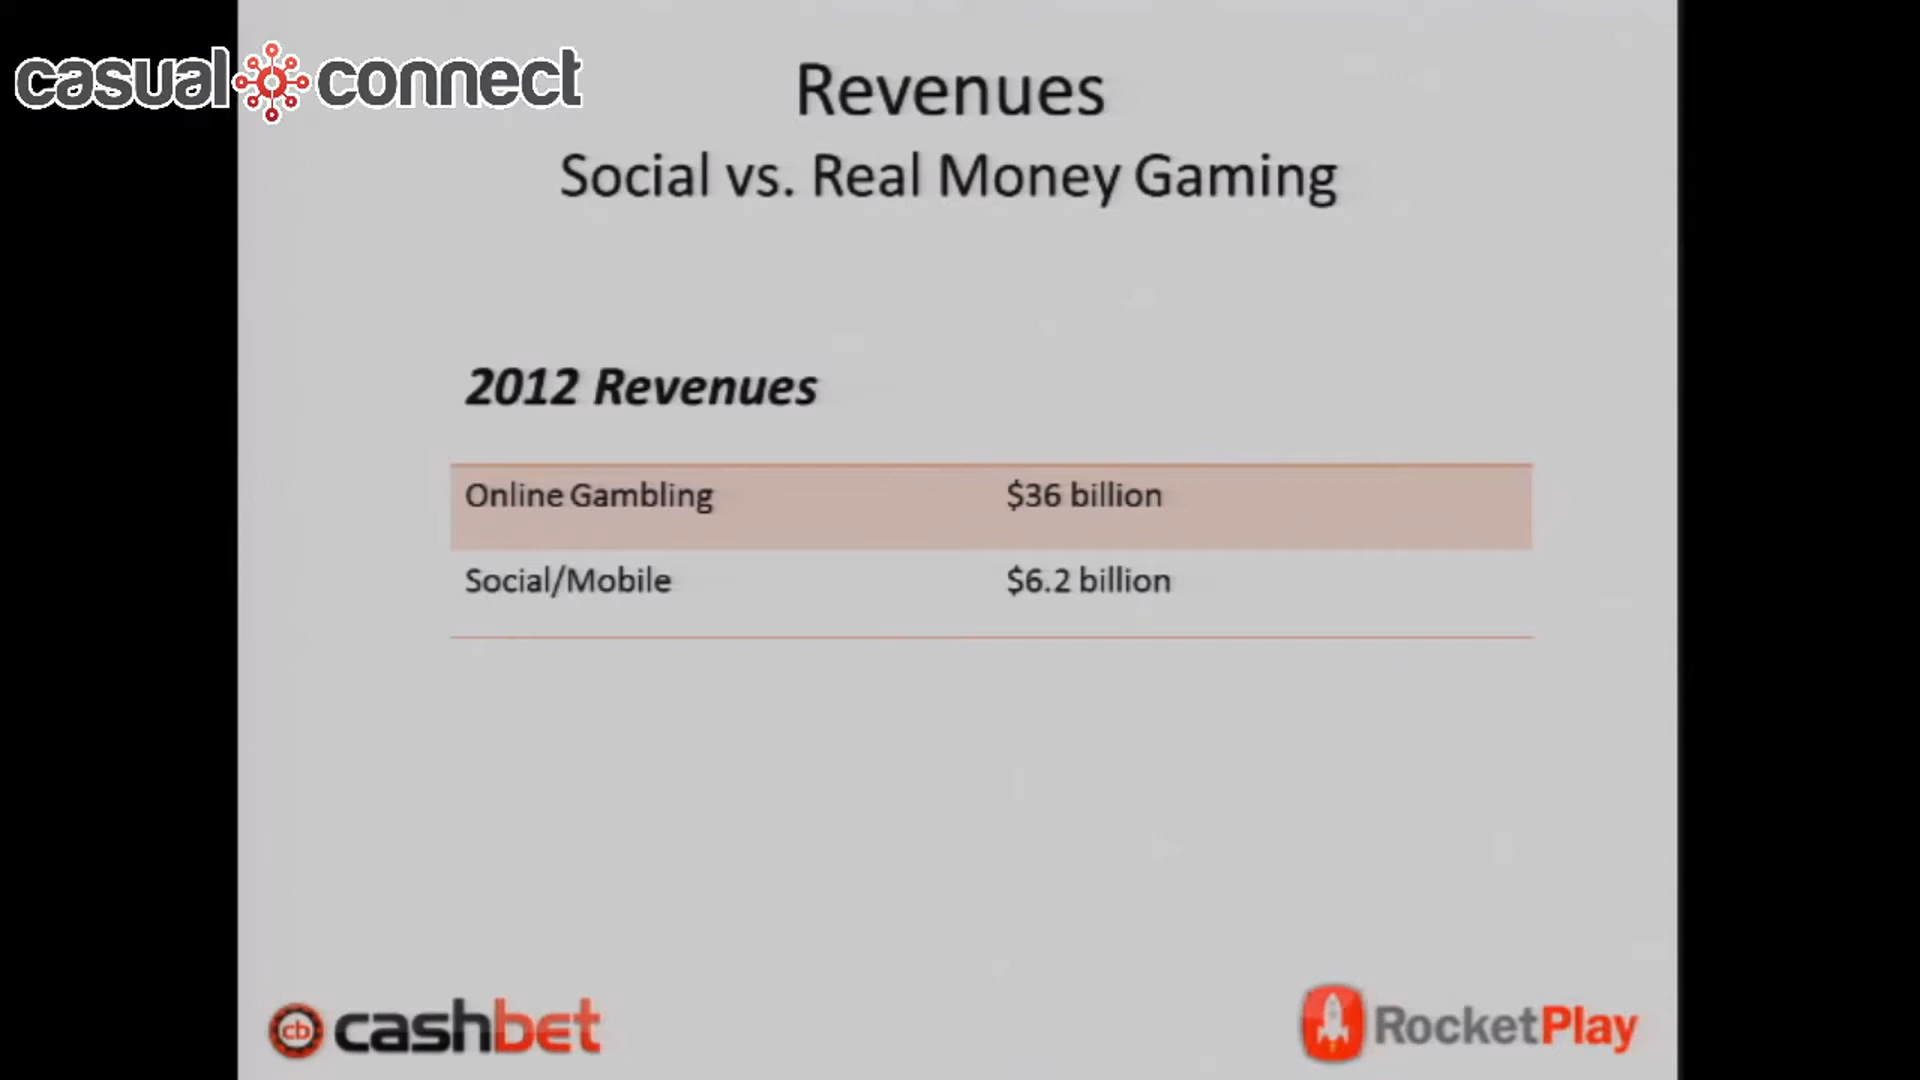 casual connect
Revenues
Social vs. Real Money Gaming
2012 Revenues
Online Gambling $36 billion
Social/Mobile $6.2 billion
cb cashbet
RocketPlay